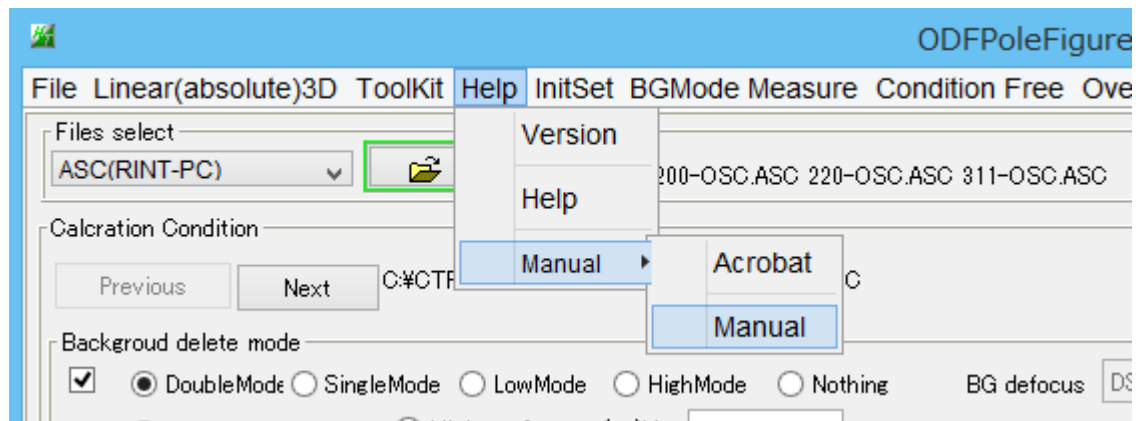 ODFPoleFigure
File Linear(absolute)3D ToolKit Help InitSet BGMode Measure Condition Free Ove
Files select
Version
ASC(RINT-PC)
200-OSC.ASC 220-OSC.ASC 311-OSC.ASC
Help
Calcration Condition
Manual
Acrobat
Previous Next C:¥CTF C
Manual
Backgroud delete mode
DoubleMode SingleMode LowMode HighMode Nothing BG defocus DS